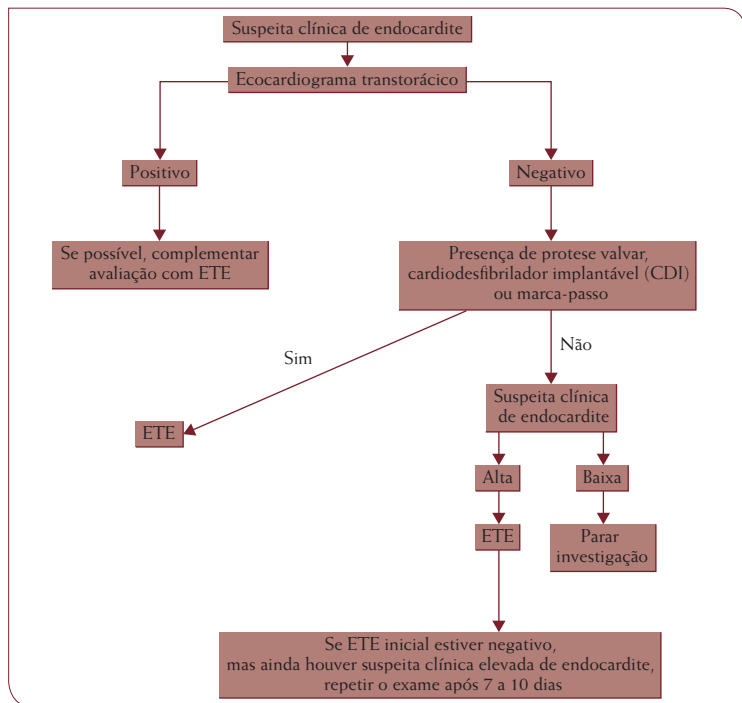 Suspeita clínica de endocardite
Ecocardiograma transtorácico
Positivo
Negativo
Se possível, complementar
avaliação com ETE
Presença de protese valvar,
cardiodesfibrilador implantável (CDI)
ou marca-passo
Sim
Não
ETE
Suspeita clínica
de endocardite
Alta
Baixa
ETE
Parar
investigação
Se ETE inicial estiver negativo,
mas ainda houver suspeita clínica elevada de endocardite,
repetir o exame após 7 a 10 dias